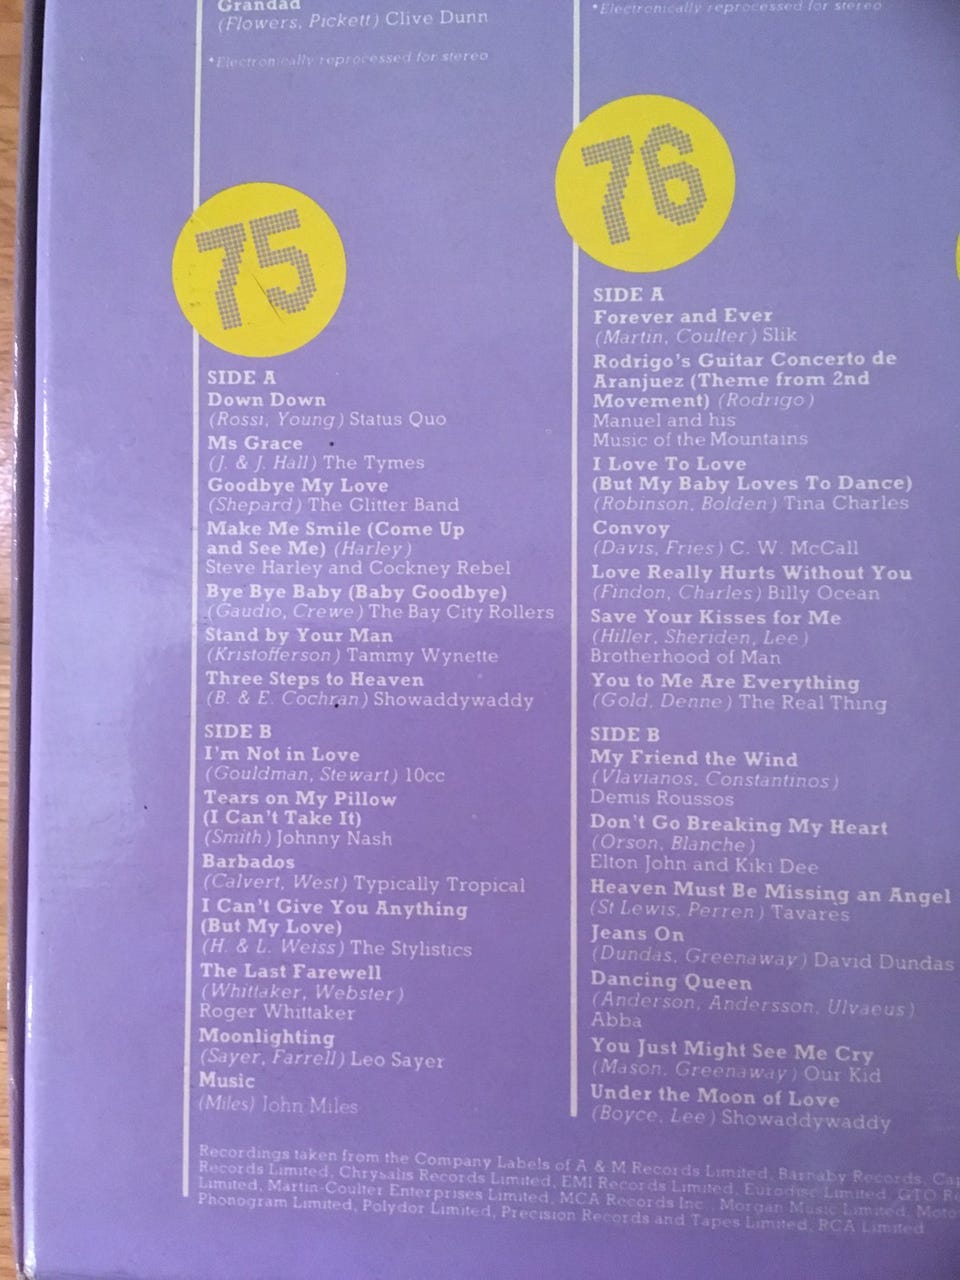 Grandad
(Flowers, Pickett) Clive Dunn
*Electronically reprocessed for stereo
75
SIDE A
Down Down
(Rossi, Young) Status Quo
Ms Grace
(J. & J. Hall) The Tymes
Goodbye My Love
(Shepard) The Glitter Band
Make Me Smile (Come Up
and See Me) (Harley)
Steve Harley and Cockney Rebel
Bye Bye Baby (Baby Goodbye)
(Gaudio, Crewe) The Bay City Rollers
Stand by Your Man
(Kristofferson) Tammy Wynette
Three Steps to Heaven
(B. & E. Cochran) Showaddywaddy
SIDE B
I'm Not in Love
(Gouldman, Stewart) 10cc
Tears on My Pillow
(I Can't Take It)
(Smith) Johnny Nash
Barbados
(Calvert, West) Typically Tropical
I Can't Give You Anything
(But My Love)
(H. & L. Weiss) The Stylistics
The Last Farewell
(Whittaker, Webster)
Roger Whittaker
Moonlighting
(Sayer, Farrell) Leo Sayer
Music
(Miles) John Miles
*Electronically reprocessed for stereo
76
SIDE A
Forever and Ever
(Martin, Coulter) Slik
Rodrigo's Guitar Concerto de
Aranjuez (Theme from 2nd
Movement) (Rodrigo)
Manuel and his
Music of the Mountains
I Love To Love
(But My Baby Loves To Dance)
(Robinson, Bolden) Tina Charles
Convoy
(Davis, Fries) C. W. McCall
Love Really Hurts Without You
(Findon, Charles) Billy Ocean
Save Your Kisses for Me
(Hiller, Sheriden, Lee)
Brotherhood of Man
You to Me Are Everything
(Gold, Denne) The Real Thing
SIDE B
My Friend the Wind
(Vlavianos, Constantinos)
Demis Roussos
Don't Go Breaking My Heart
(Orson, Blanche)
Elton John and Kiki Dee
Heaven Must Be Missing an Angel
(St Lewis, Perren) Tavares
Jeans On
(Dundas, Greenaway) David Dundas
Dancing Queen
(Anderson, Andersson, Ulvaeus)
Abba
You Just Might See Me Cry
(Mason, Greenaway) Our Kid
Under the Moon of Love
(Boyce, Lee) Showaddywaddy
Recordings taken from the Company Labels of A & M Records Limited, Barnaby Records, Cap
Records Limited, Chrysalis Records Limited, EMI Records Limited, Eurodisc Limited, GTO Re
Limited, Martin-Coulter Enterprises Limited, MCA Records Inc., Morgan Music Limited, Moto
Phonogram Limited, Polydor Limited, Precision Records and Tapes Limited, RCA Limited